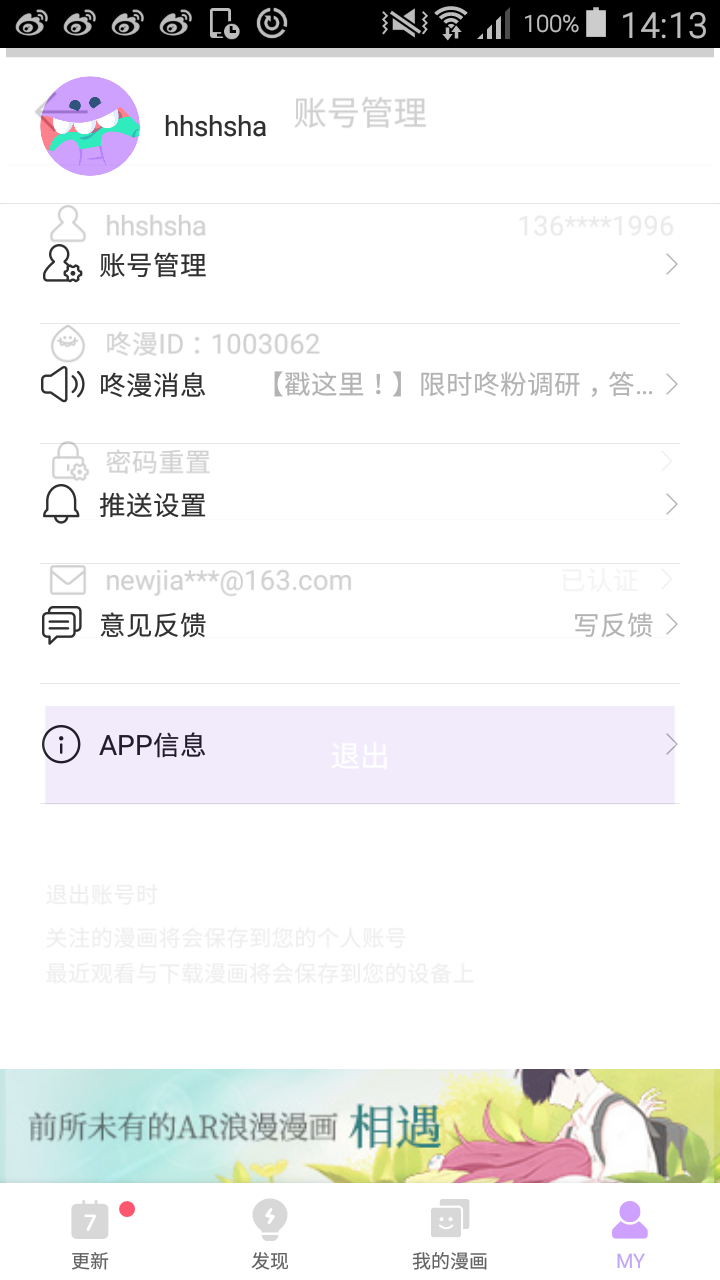 100% 14:13
hhshsha
账号管理
hhshsha 136****1996
账号管理
咚漫ID：1003062
咚漫消息 【戳这里！】限时咚粉调研，答...
密码重置
推送设置
newjia***@163.com 已认证
意见反馈 写反馈
APP信息
退出
退出账号时
关注的漫画将会保存到您的个人账号
最近观看与下载漫画将会保存到您的设备上
前所未有的AR浪漫漫画 相遇
7
更新 发现 我的漫画 MY